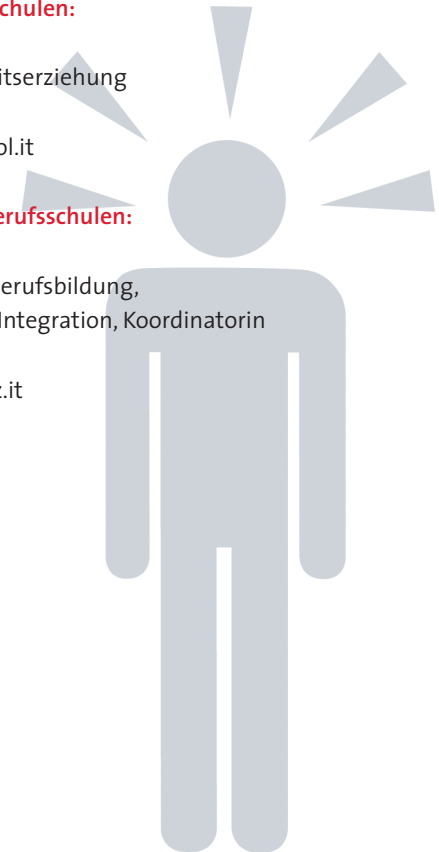 chulen:
itserziehung
ol.it
erufsschulen:
erufsbildung,
Integration, Koordinatorin
z.it